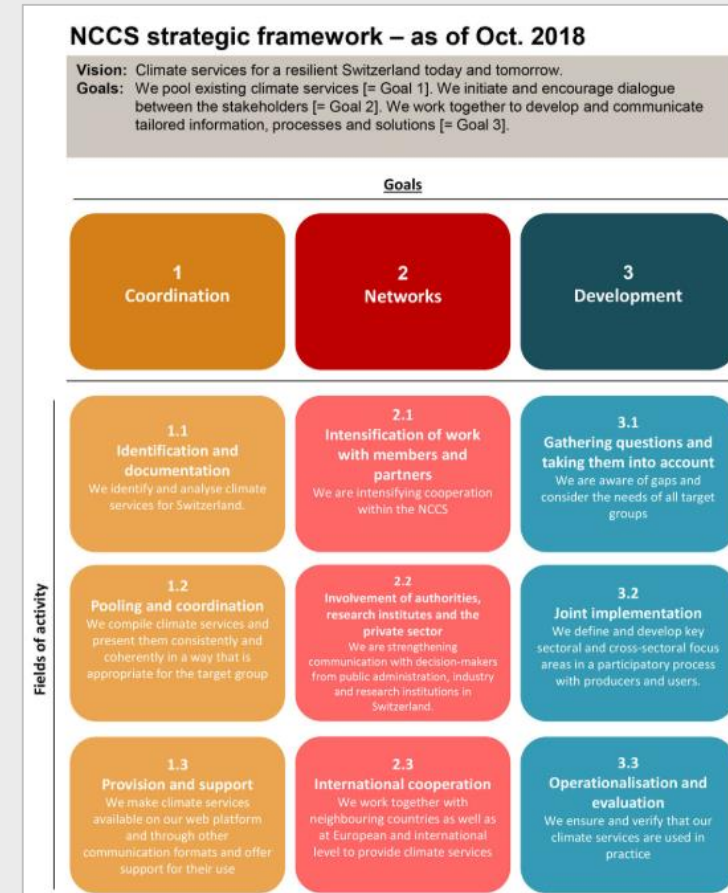 NCCS strategic framework – as of Oct. 2018
Vision: Climate services for a resilient Switzerland today and tomorrow.
Goals: We pool existing climate services [= Goal 1]. We initiate and encourage dialogue
between the stakeholders [= Goal 2]. We work together to develop and communicate
tailored information, processes and solutions [= Goal 3].
Goals
1
Coordination
2
Networks
3
Development
Fields of activity
1.1
Identification and
documentation
We identify and analyse climate
services for Switzerland.
2.1
Intensification of work
with members and
partners
We are intensifying cooperation
within the NCCS
3.1
Gathering questions and
taking them into account
We are aware of gaps and
consider the needs of all target
groups
1.2
Pooling and coordination
We compile climate services and
present them consistently and
coherently in a way that is
appropriate for the target group
2.2
Involvement of authorities,
research institutes and the
private sector
We are strengthening
communication with decision-makers
from public administration, industry
and research institutions in
Switzerland.
3.2
Joint implementation
We define and develop key
sectoral and cross-sectoral focus
areas in a participatory process
with producers and users.
1.3
Provision and support
We make climate services
available on our web platform
and through other
communication formats and offer
support for their use
2.3
International cooperation
We work together with
neighbouring countries as well as
at European and international
level to provide climate services
3.3
Operationalisation and
evaluation
We ensure and verify that our
climate services are used in
practice